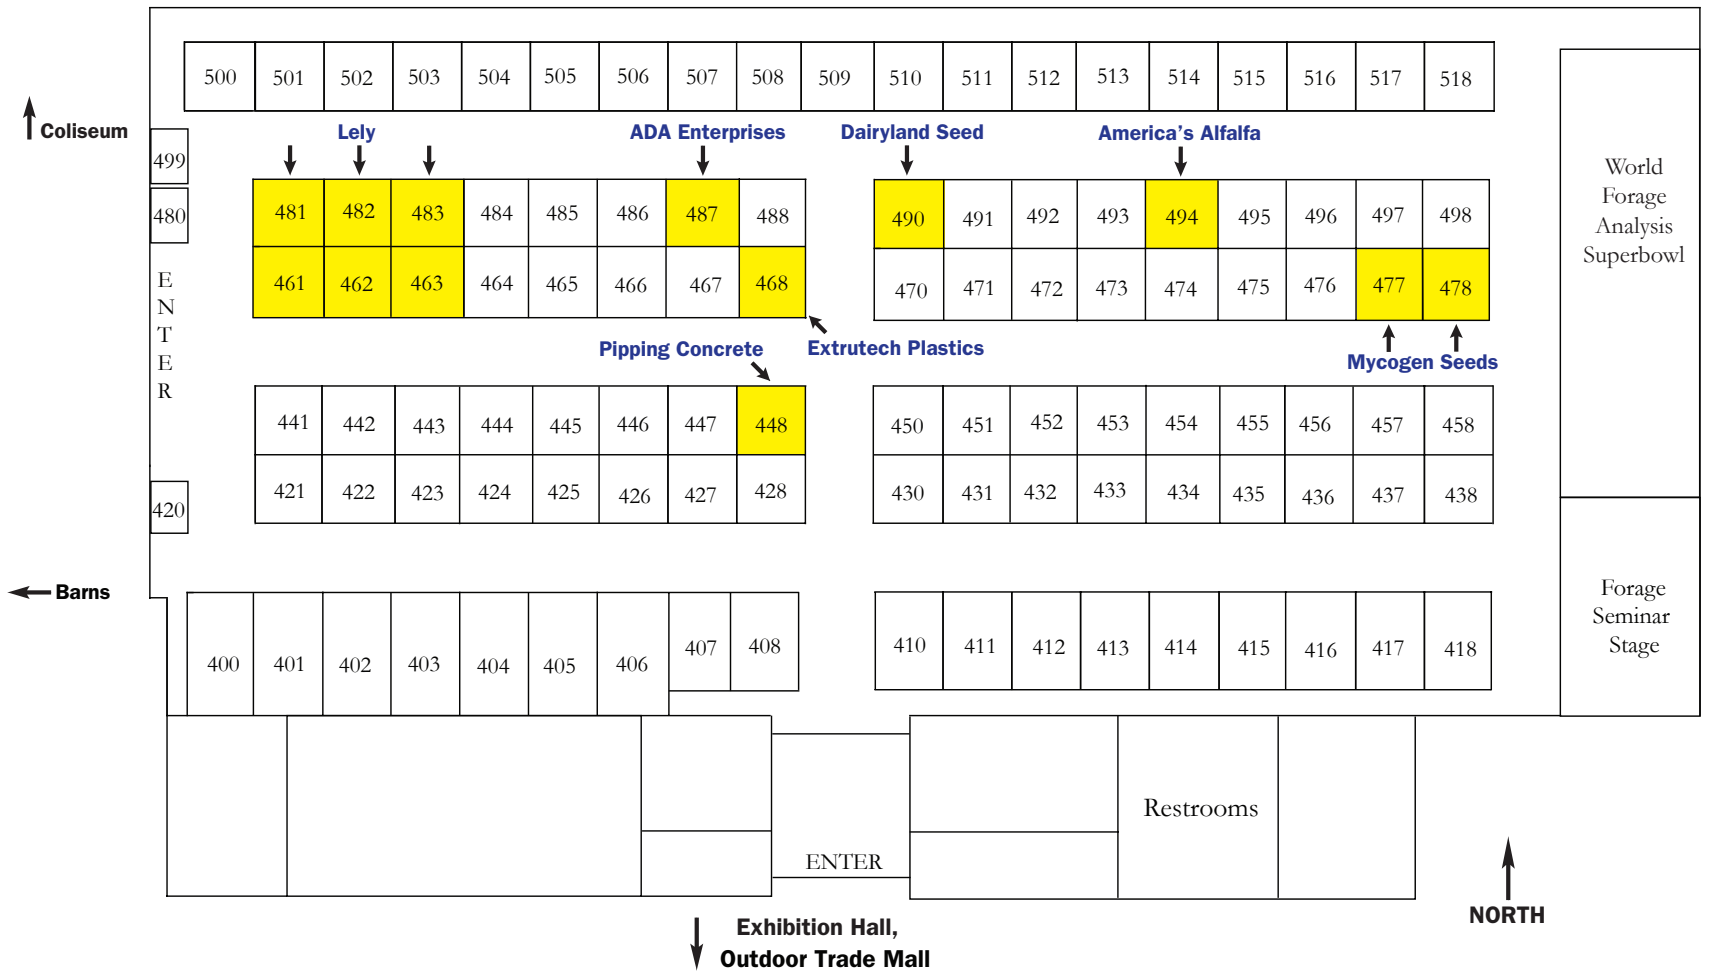 500 501 502 503 504 505 506 507 508 509 510 511 512 513 514 515 516 517 518
Coliseum
Lely
ADA Enterprises
Dairyland Seed
America's Alfalfa
499
480
481 482 483 484 485 486 487 488
490 491 492 493 494 495 496 497 498
461 462 463 464 465 466 467 468
470 471 472 473 474 475 476 477 478
World
Forage
Analysis
Superbowl
E
N
T
E
R
Pipping Concrete
Extrutech Plastics
Mycogen Seeds
441 442 443 444 445 446 447 448
450 451 452 453 454 455 456 457 458
421 422 423 424 425 426 427 428
430 431 432 433 434 435 436 437 438
420
Barns
400 401 402 403 404 405 406 407 408
410 411 412 413 414 415 416 417 418
Forage
Seminar
Stage
Restrooms
ENTER
NORTH
Exhibition Hall,
Outdoor Trade Mall